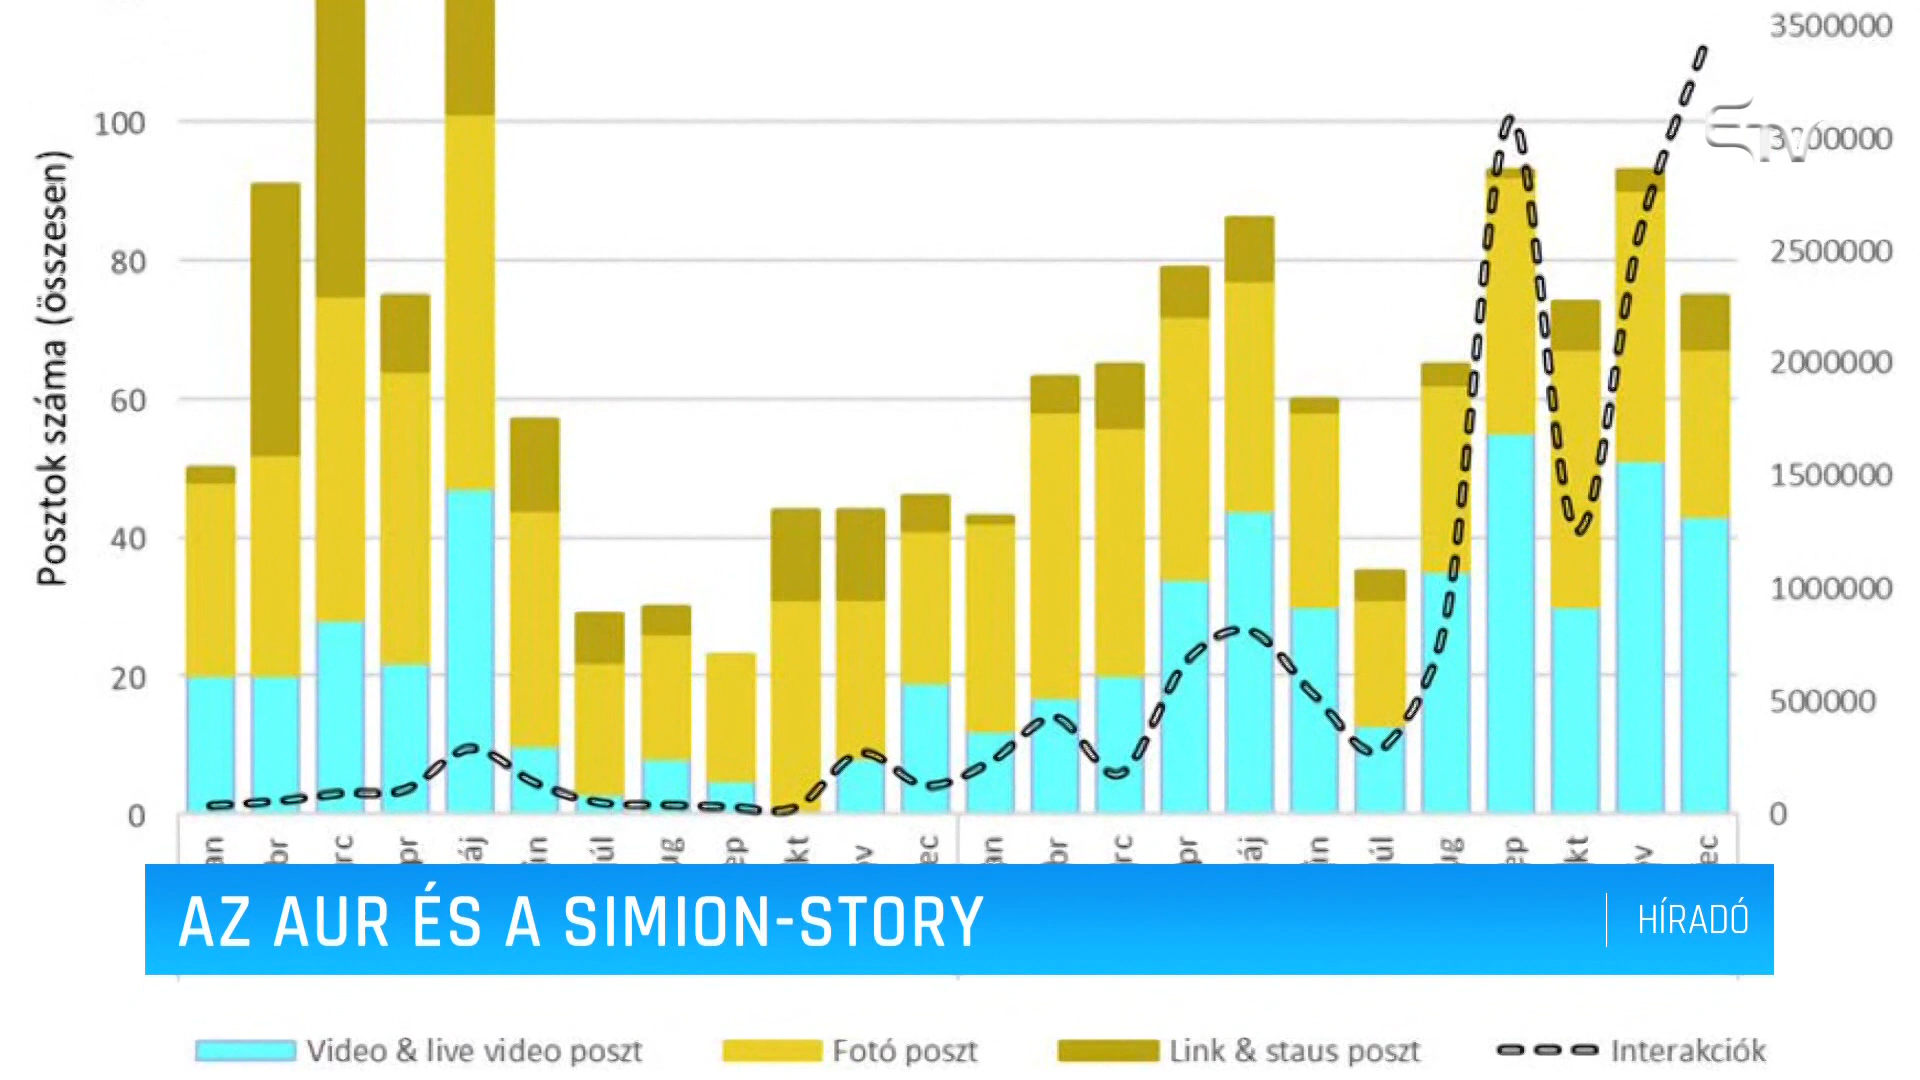 3500000
100
3000000
Posztok száma (összesen)
80
2500000
60
2000000
1500000
40
1000000
20
500000
0
0
AZ AUR ÉS A SIMION-STORY
HÍRADÓ
Video & live video poszt
Fotó poszt
Link & staus poszt
Interakciók